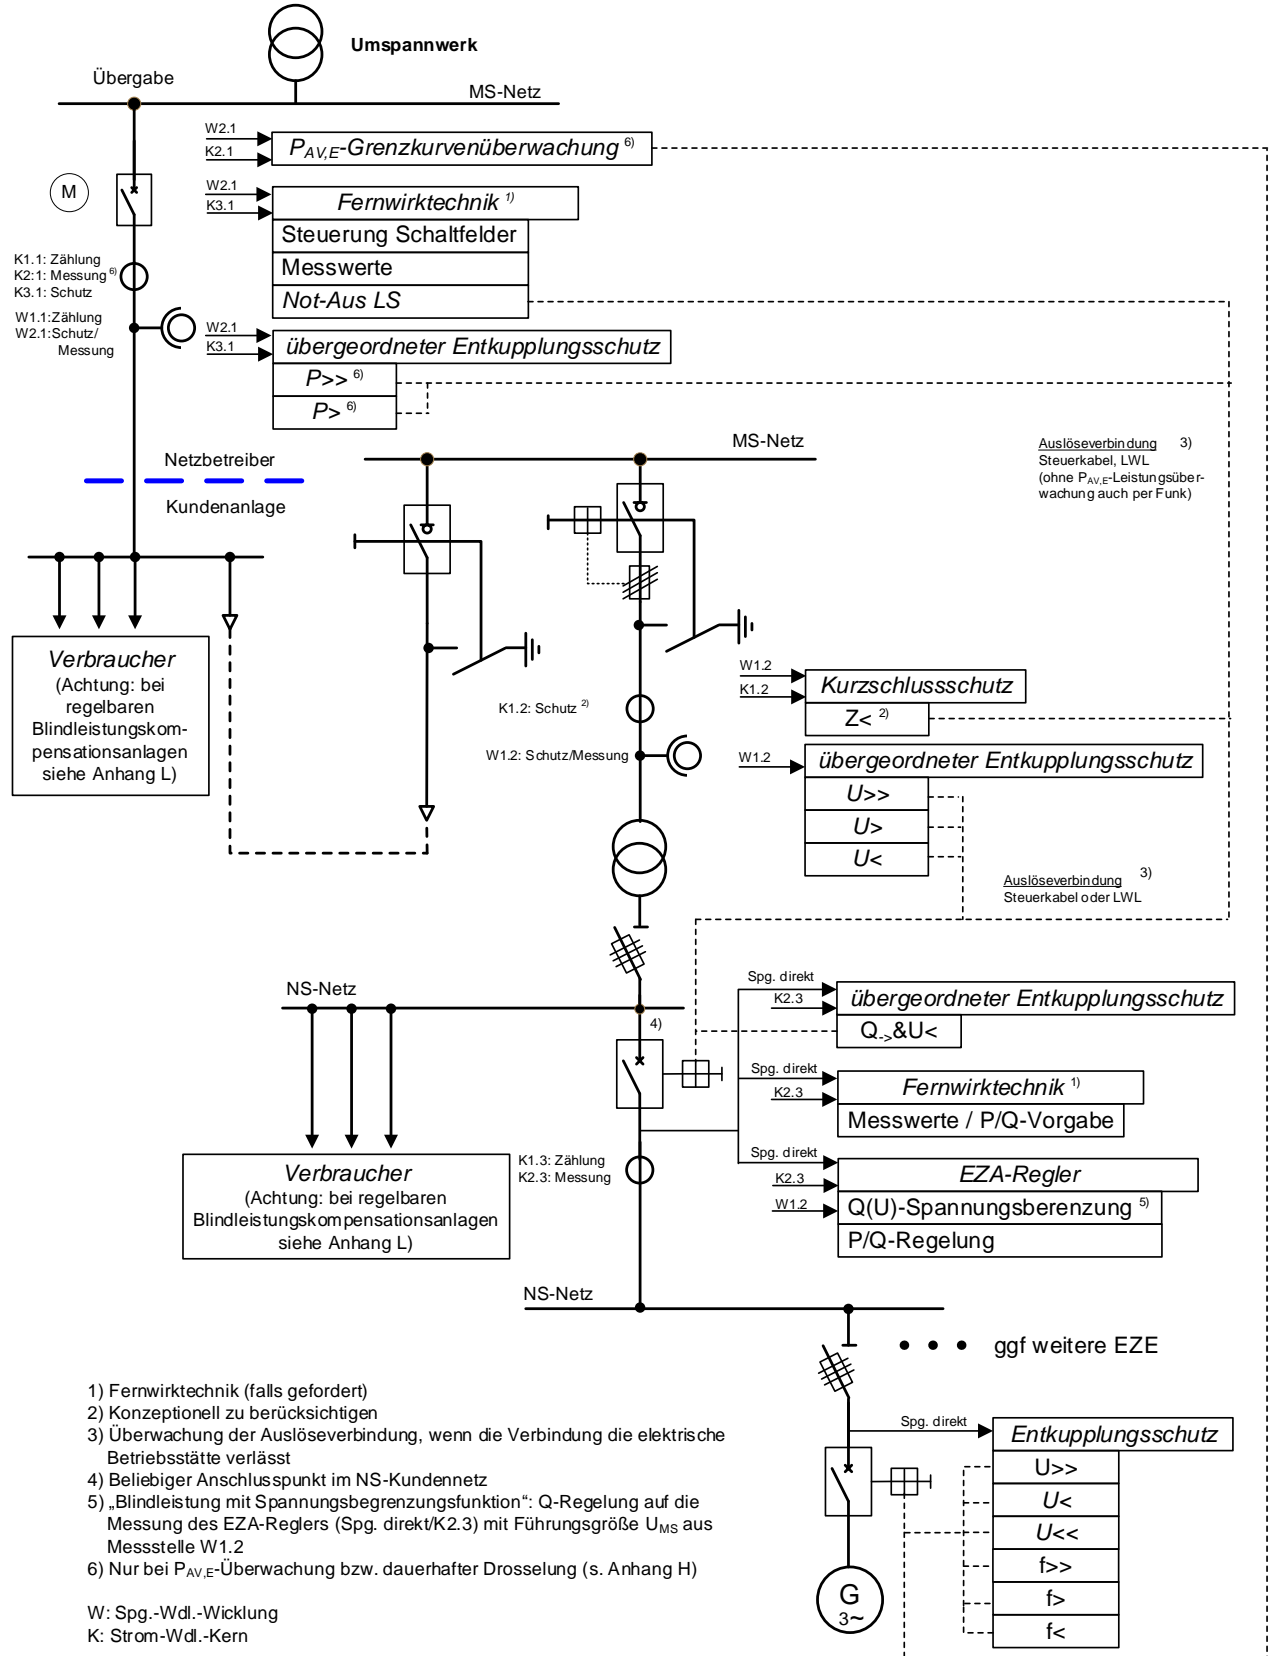 Umspannwerk
Übergabe
MS-Netz
W2.1
K2.1
P_AV,E-Grenzkurvenüberwachung 6)
M
W2.1
K3.1
Fernwirktechnik 1)
Steuerung Schaltfelder
Messwerte
Not-Aus LS
K1.1: Zählung
K2:1: Messung 6)
K3.1: Schutz
W1.1:Zählung
W2.1:Schutz/
Messung
W2.1
K3.1
übergeordneter Entkupplungsschutz
P>> 6)
P> 6)
Netzbetreiber
Kundenanlage
MS-Netz
Auslöseverbindung 3)
Steuerkabel, LWL
(ohne P_AV,E-Leistungsüber-
wachung auch per Funk)
Verbraucher
(Achtung: bei
regelbaren
Blindleistungskom-
pensationsanlagen
siehe Anhang L)
K1.2: Schutz 2)
W1.2: Schutz/Messung
W1.2
K1.2
Kurzschlussschutz
Z< 2)
W1.2
übergeordneter Entkupplungsschutz
U>>
U>
U<
Auslöseverbindung 3)
Steuerkabel oder LWL
NS-Netz
4)
Spg. direkt
K2.3
übergeordneter Entkupplungsschutz
Q->&U<
Spg. direkt
K2.3
Fernwirktechnik 1)
Messwerte / P/Q-Vorgabe
Spg. direkt
K2.3
W1.2
EZA-Regler
Q(U)-Spannungsberenzung 5)
P/Q-Regelung
Verbraucher
(Achtung: bei regelbaren
Blindleistungskompensationsanlagen
siehe Anhang L)
K1.3: Zählung
K2.3: Messung
NS-Netz
ggf weitere EZE
Spg. direkt
Entkupplungsschutz
U>>
U<
U<<
f>>
f>
f<
G
3~
1) Fernwirktechnik (falls gefordert)
2) Konzeptionell zu berücksichtigen
3) Überwachung der Auslöseverbindung, wenn die Verbindung die elektrische
Betriebsstätte verlässt
4) Beliebiger Anschlusspunkt im NS-Kundennetz
5) „Blindleistung mit Spannungsbegrenzungsfunktion“: Q-Regelung auf die
Messung des EZA-Reglers (Spg. direkt/K2.3) mit Führungsgröße U_MS aus
Messstelle W1.2
6) Nur bei P_AV,E-Überwachung bzw. dauerhafter Drosselung (s. Anhang H)
W: Spg.-Wdl.-Wicklung
K: Strom-Wdl.-Kern